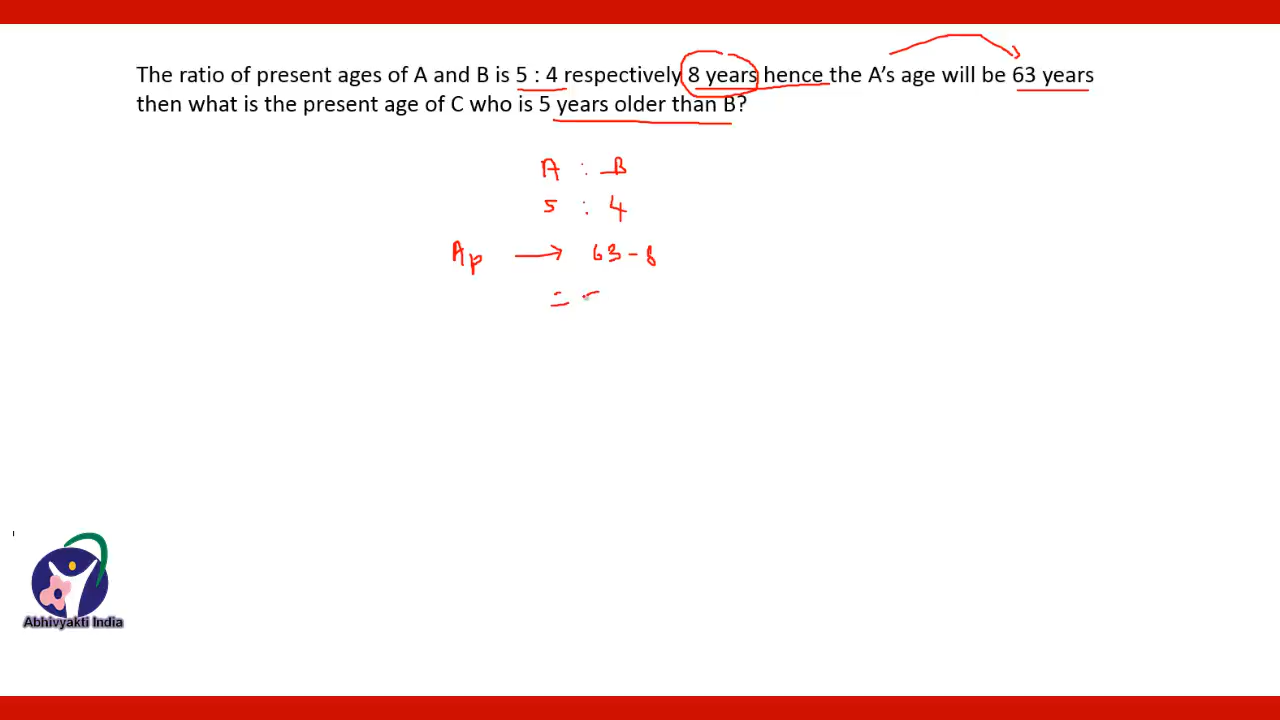 The ratio of present ages of A and B is 5 : 4 respectively 8 years hence the A’s age will be 63 years
then what is the present age of C who is 5 years older than B?
A : B
5 : 4
Ap → 63 - 8
=
Abhivyakti India